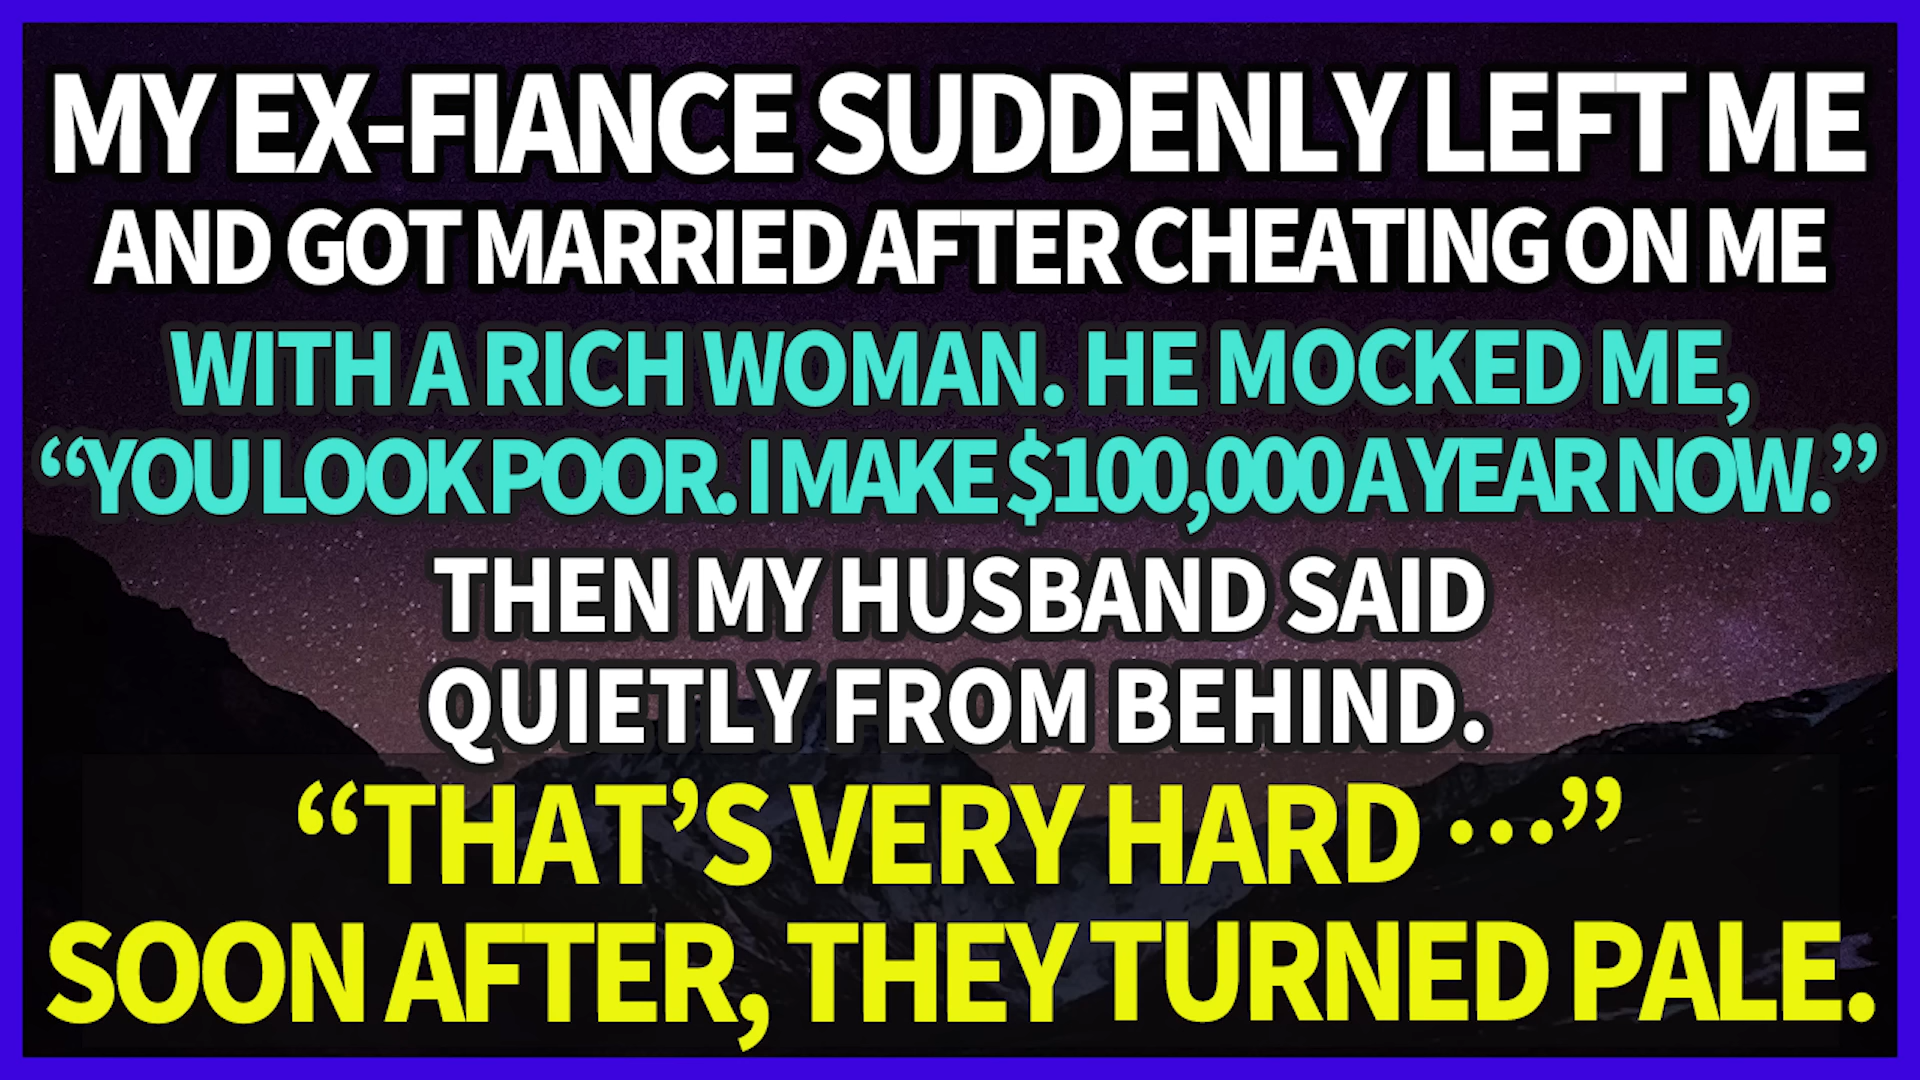 MY EX-FIANCE SUDDENLY LEFT ME
AND GOT MARRIED AFTER CHEATING ON ME
WITH A RICH WOMAN. HE MOCKED ME,
“YOU LOOK POOR. I MAKE $100,000 A YEAR NOW.”
THEN MY HUSBAND SAID
QUIETLY FROM BEHIND.
“THAT’S VERY HARD ⋯”
SOON AFTER, THEY TURNED PALE.